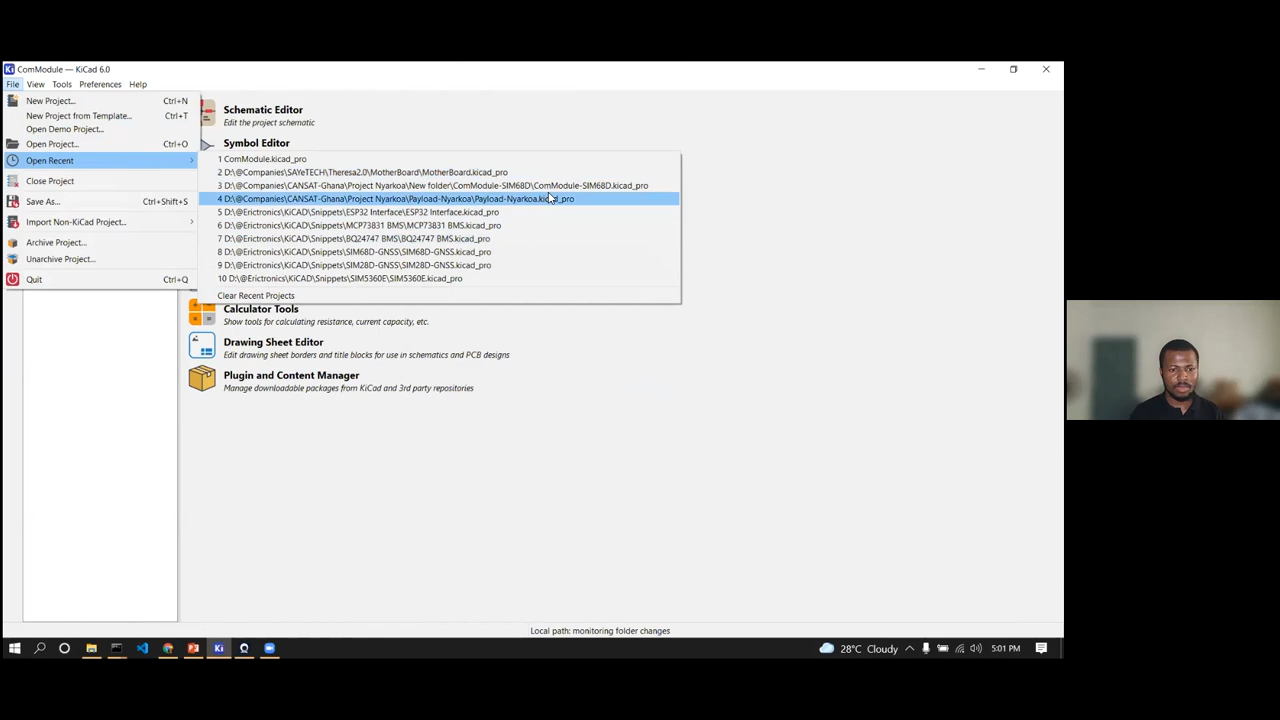 ComModule — KiCad 6.0
File View Tools Preferences Help
New Project... Ctrl+N
New Project from Template... Ctrl+T
Open Demo Project...
Open Project... Ctrl+O
Open Recent
Close Project
Save As... Ctrl+Shift+S
Import Non-KiCad Project...
Archive Project...
Unarchive Project...
Quit Ctrl+Q
Schematic Editor
Edit the project schematic
Symbol Editor
1 ComModule.kicad_pro
2 D:\@Companies\SAYeTECH\Theresa2.0\MotherBoard\MotherBoard.kicad_pro
3 D:\@Companies\CANSAT-Ghana\Project Nyarkoa\New folder\ComModule-SIM68D\ComModule-SIM68D.kicad_pro
4 D:\@Companies\CANSAT-Ghana\Project Nyarkoa\Payload-Nyarkoa\Payload-Nyarkoa.kicad_pro
5 D:\@Erictronics\KiCAD\Snippets\ESP32 Interface\ESP32 Interface.kicad_pro
6 D:\@Erictronics\KiCAD\Snippets\MCP73831 BMS\MCP73831 BMS.kicad_pro
7 D:\@Erictronics\KiCAD\Snippets\BQ24747 BMS\BQ24747 BMS.kicad_pro
8 D:\@Erictronics\KiCAD\Snippets\SIM68D-GNSS\SIM68D-GNSS.kicad_pro
9 D:\@Erictronics\KiCAD\Snippets\SIM28D-GNSS\SIM28D-GNSS.kicad_pro
10 D:\@Erictronics\KiCAD\Snippets\SIM5360E\SIM5360E.kicad_pro
Clear Recent Projects
Calculator Tools
Show tools for calculating resistance, current capacity, etc.
Drawing Sheet Editor
Edit drawing sheet borders and title blocks for use in schematics and PCB designs
Plugin and Content Manager
Manage downloadable packages from KiCad and 3rd party repositories
Local path: monitoring folder changes
28°C Cloudy 5:01 PM